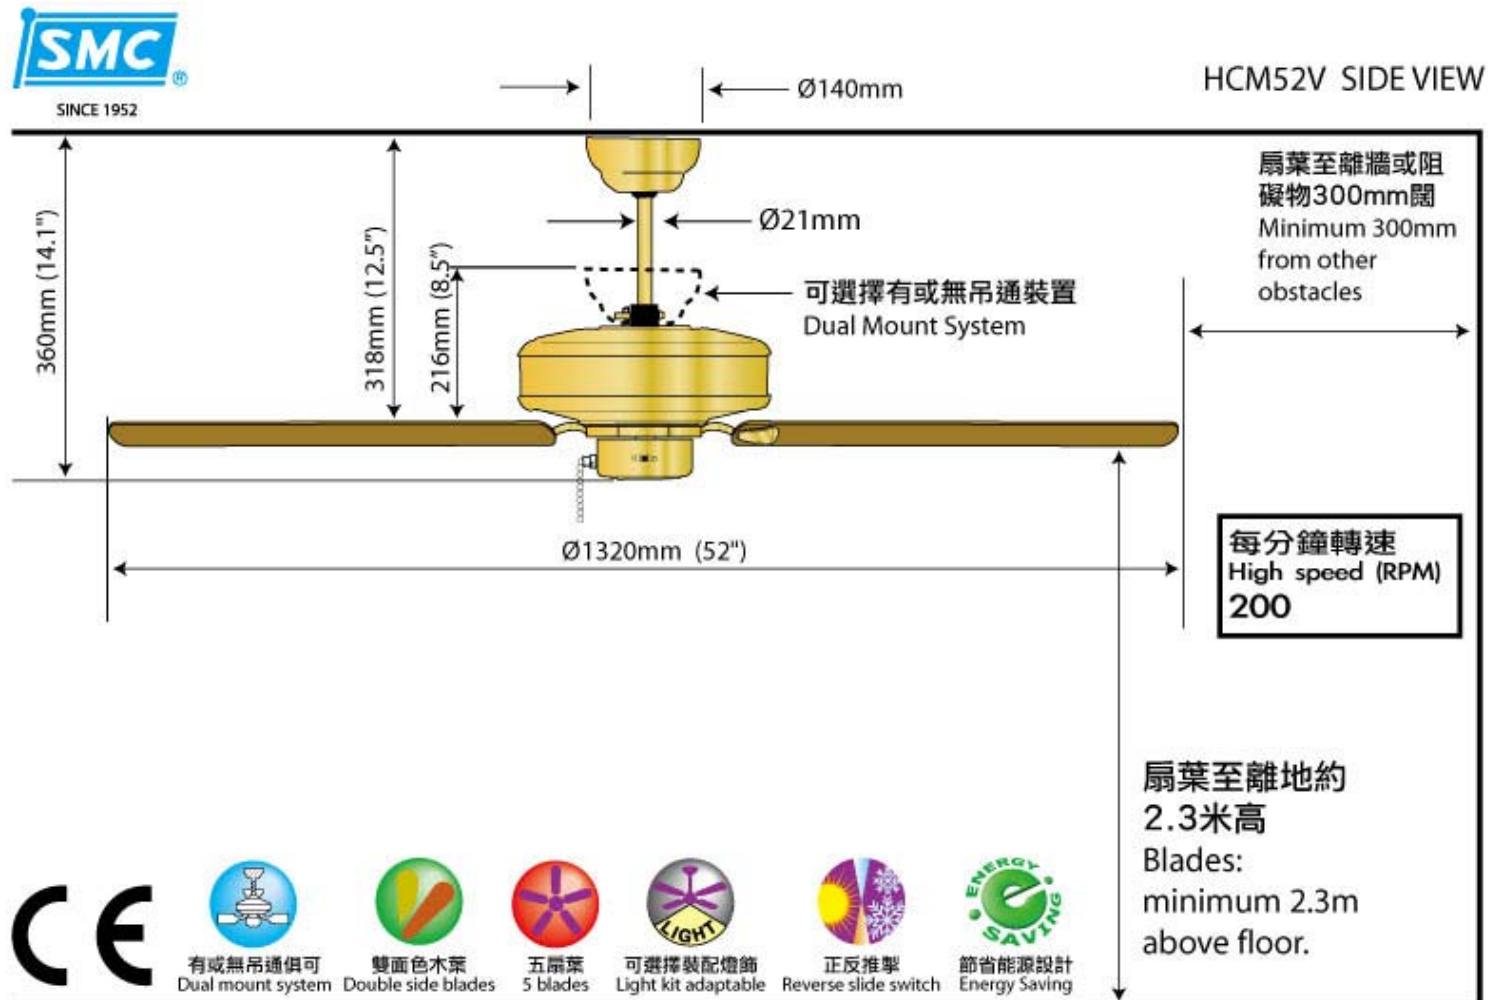 SMC
®
SINCE 1952
HCM52V SIDE VIEW
Ø140mm
Ø21mm
360mm (14.1")
318mm (12.5")
216mm (8.5")
可選擇有或無吊通裝置
Dual Mount System
扇葉至離牆或阻
礙物300mm闊
Minimum 300mm
from other
obstacles
Ø1320mm (52")
每分鐘轉速
High speed (RPM)
200
扇葉至離地約
2.3米高
Blades:
minimum 2.3m
above floor.
CE
有或無吊通俱可
Dual mount system
雙面色木葉
Double side blades
五扇葉
5 blades
LIGHT
可選擇裝配燈飾
Light kit adaptable
正反推掣
Reverse slide switch
ENERGY
SAVING
節省能源設計
Energy Saving